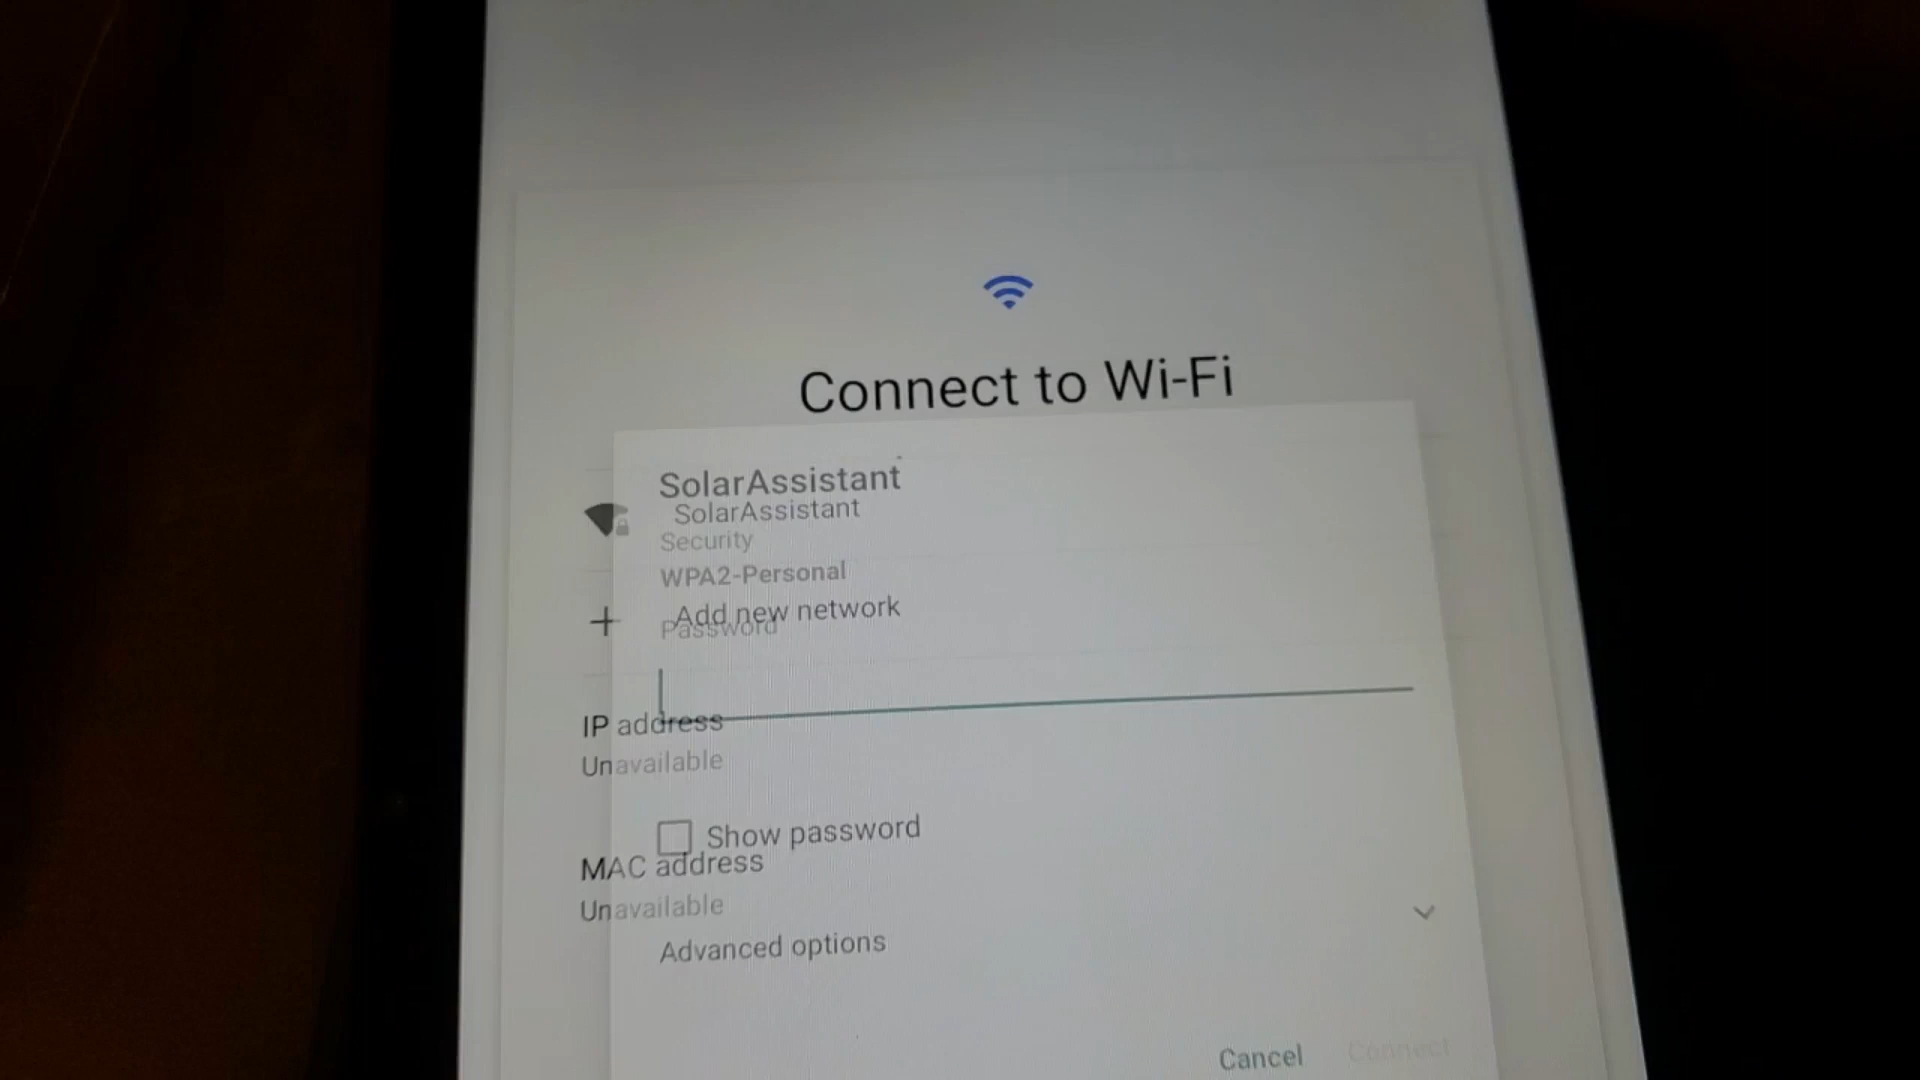 Connect to Wi-Fi
SolarAssistant
SolarAssistant
Security
WPA2-Personal
Add new network
Password
IP address
Unavailable
Show password
MAC address
Unavailable
Advanced options
Cancel Connect